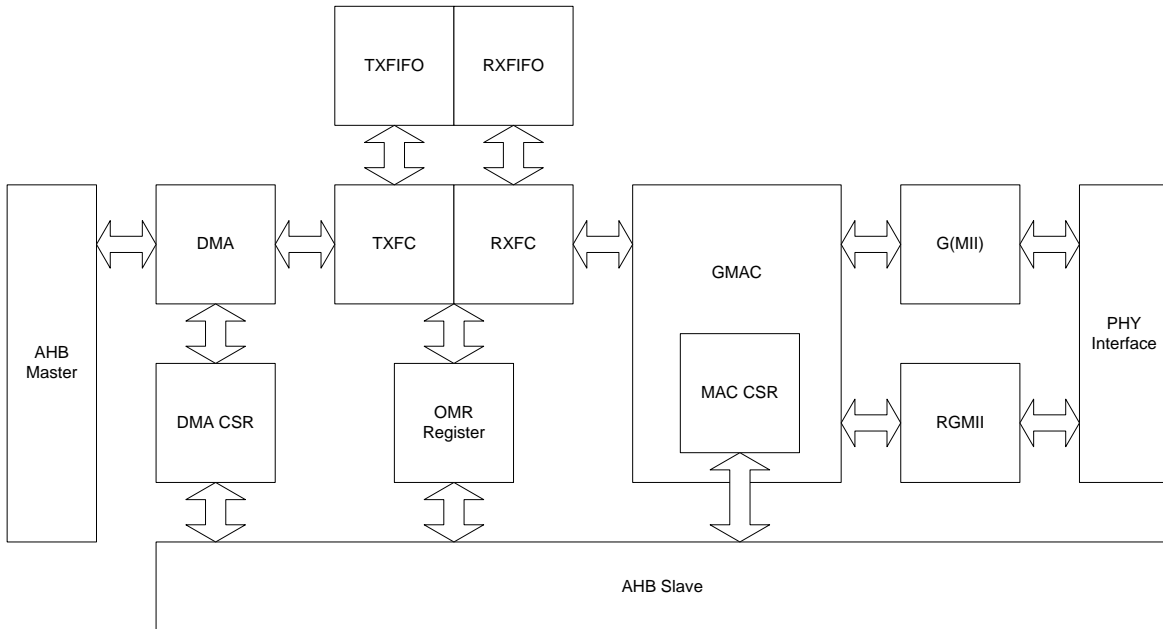 TXFIFO
RXFIFO
DMA
TXFC
RXFC
GMAC
G(MII)
AHB
Master
PHY
Interface
DMA CSR
OMR
Register
MAC CSR
RGMII
AHB Slave